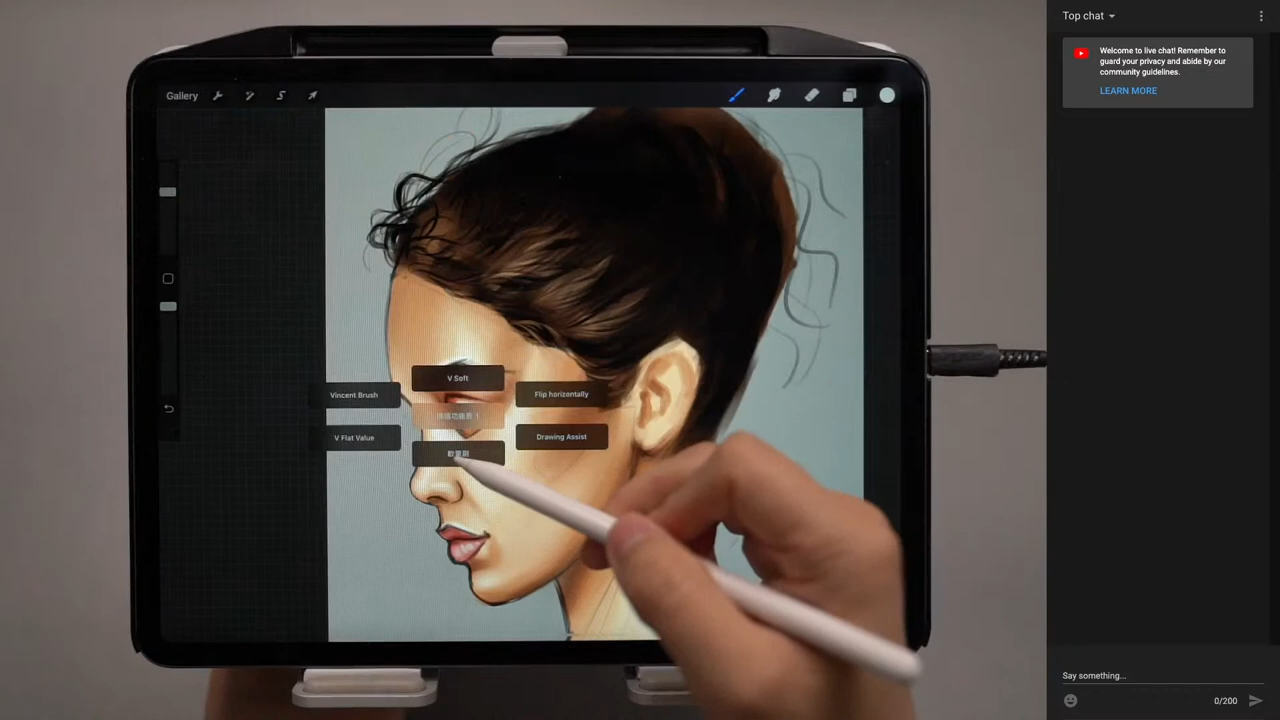 Top chat
Welcome to live chat! Remember to
guard your privacy and abide by our
community guidelines.
LEARN MORE
Gallery
V Soft
Vincent Brush
Flip horizontally
V Flat Value
Drawing Assist
Say something...
0/200